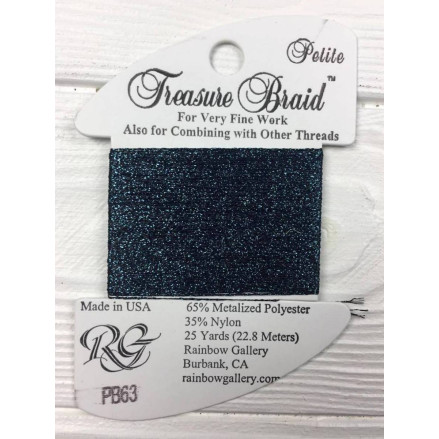 Petite
Treasure Braid™
For Very Fine Work
Also for Combining with Other Threads
Made in USA
RG
PB63
65% Metalized Polyester
35% Nylon
25 Yards (22.8 Meters)
Rainbow Gallery
Burbank, CA
rainbowgallery.com